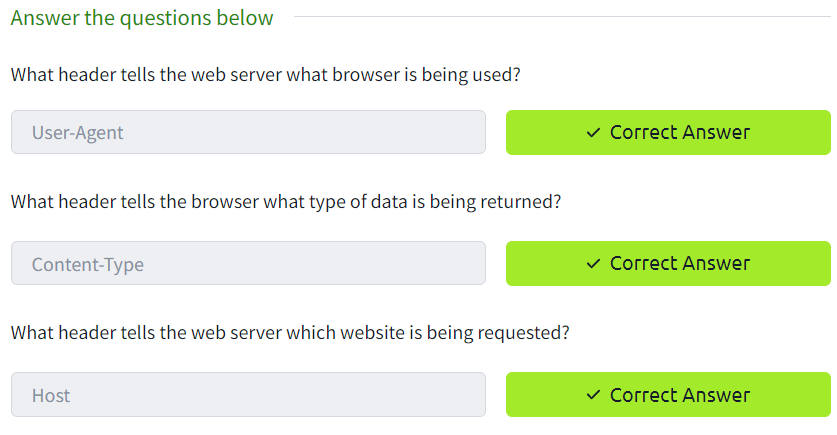 Answer the questions below
What header tells the web server what browser is being used?
User-Agent
✓ Correct Answer
What header tells the browser what type of data is being returned?
Content-Type
✓ Correct Answer
What header tells the web server which website is being requested?
Host
✓ Correct Answer